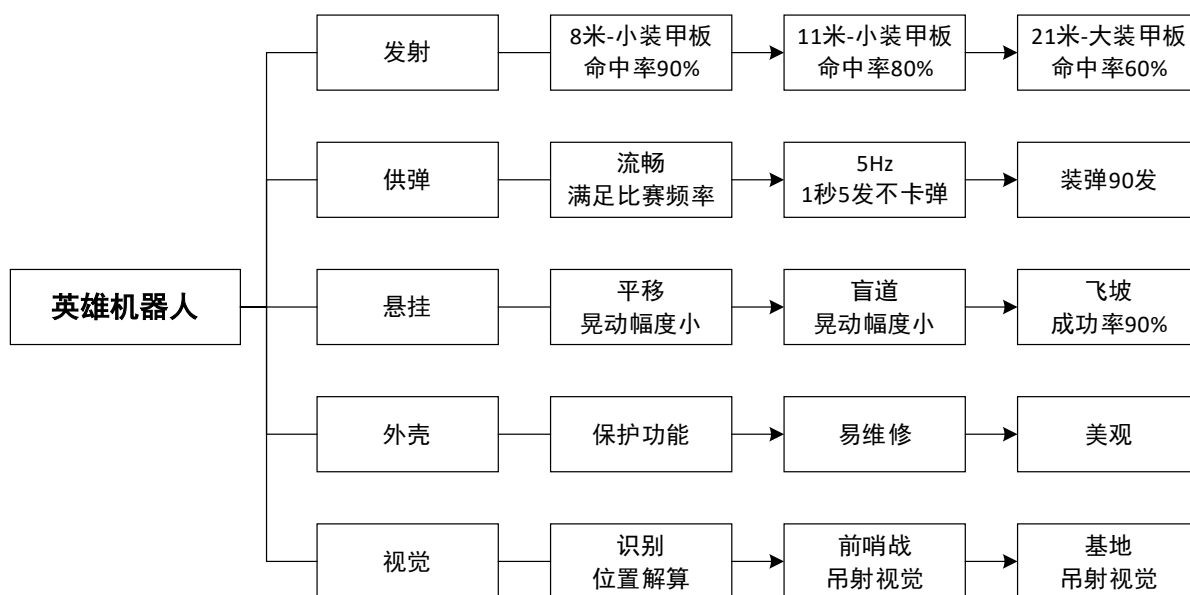 发射
8米-小装甲板
命中率90%
11米-小装甲板
命中率80%
21米-大装甲板
命中率60%
供弹
流畅
满足比赛频率
5Hz
1秒5发不卡弹
装弹90发
英雄机器人
悬挂
平移
晃动幅度小
盲道
晃动幅度小
飞坡
成功率90%
外壳
保护功能
易维修
美观
视觉
识别
位置解算
前哨战
吊射视觉
基地
吊射视觉